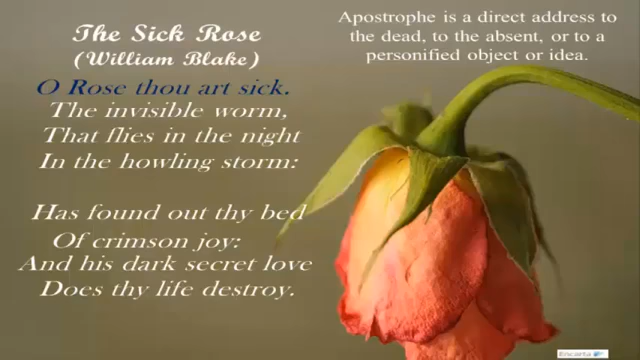 The Sick Rose
(William Blake)
O Rose thou art sick.
The invisible worm,
That flies in the night
In the howling storm:
Has found out thy bed
Of crimson joy:
And his dark secret love
Does thy life destroy.
Apostrophe is a direct address to
the dead, to the absent, or to a
personified object or idea.
Encarta